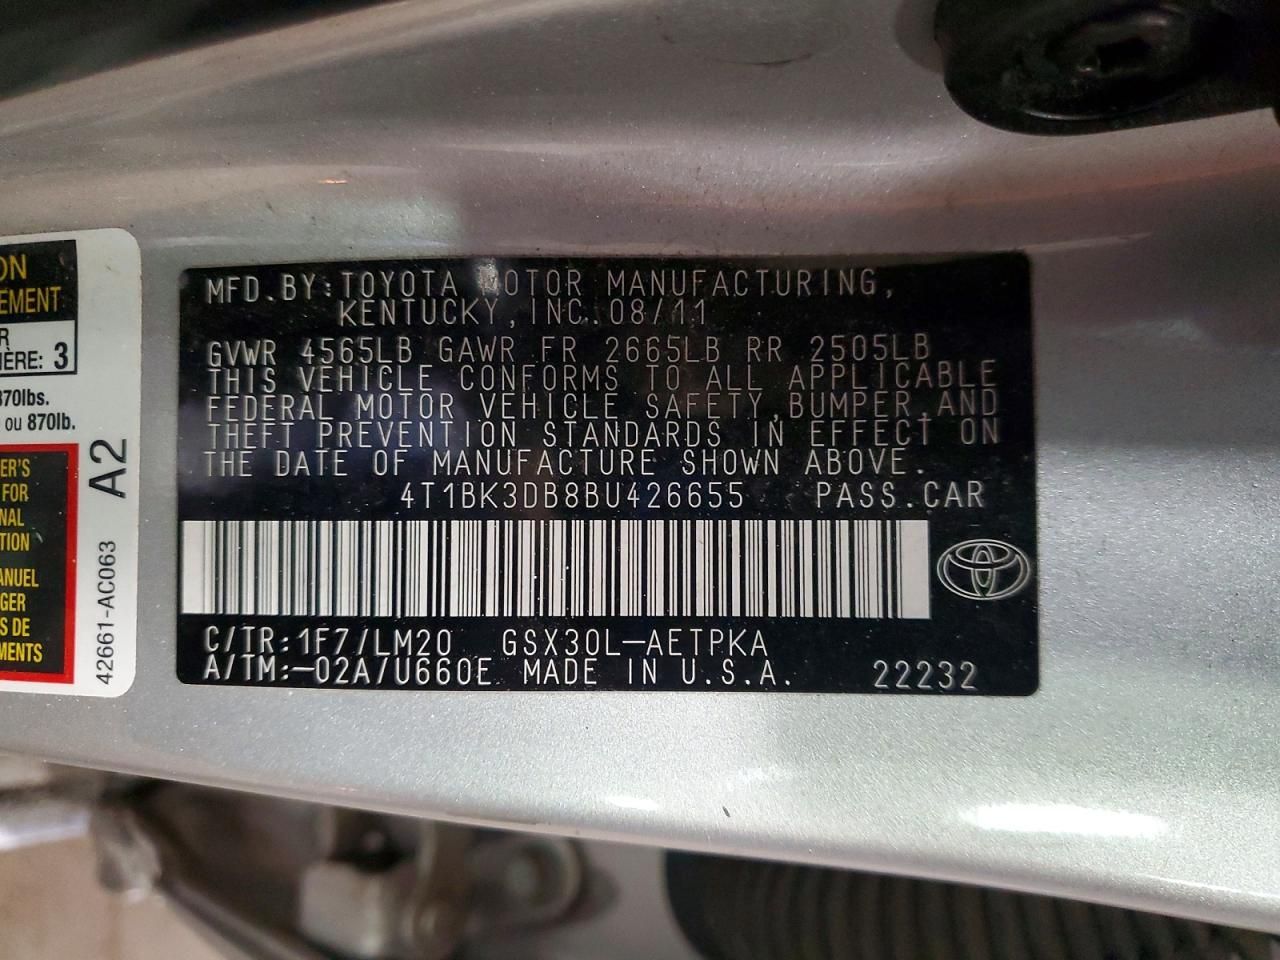 ON
EMENT
R
IÈRE: 3
870lbs.
ou 870lb.
ER'S
FOR
NAL
TION
ANUEL
GER
S DE
MENTS
A2
42661-AC063
MFD.BY:TOYOTA MOTOR MANUFACTURING,
KENTUCKY,INC.08/11
GVWR 4565LB GAWR FR 2665LB RR 2505LB
THIS VEHICLE CONFORMS TO ALL APPLICABLE
FEDERAL MOTOR VEHICLE SAFETY,BUMPER,AND
THEFT PREVENTION STANDARDS IN EFFECT ON
THE DATE OF MANUFACTURE SHOWN ABOVE.
4T1BK3DB8BU426655 PASS.CAR
C/TR:1F7/LM20 GSX30L-AETPKA
A/TM:-02A/U660E MADE IN U.S.A. 22232